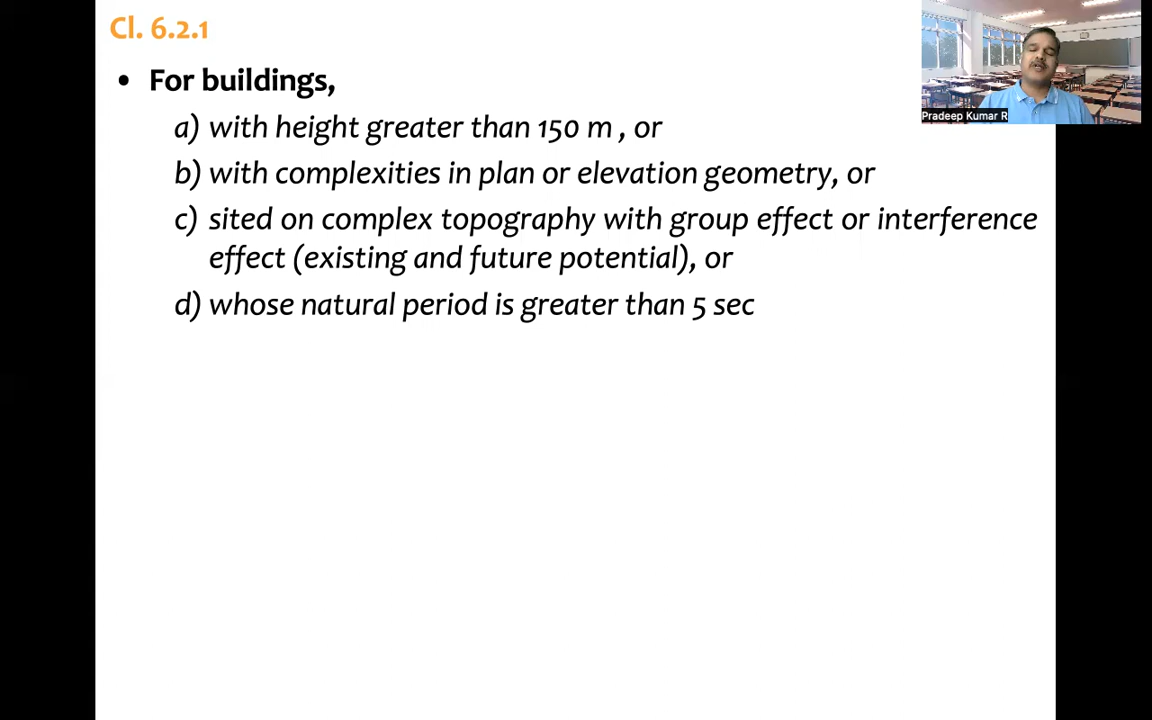 Cl. 6.2.1
• For buildings,
a) with height greater than 150 m , or
b) with complexities in plan or elevation geometry, or
c) sited on complex topography with group effect or interference
effect (existing and future potential), or
d) whose natural period is greater than 5 sec
Pradeep Kumar R